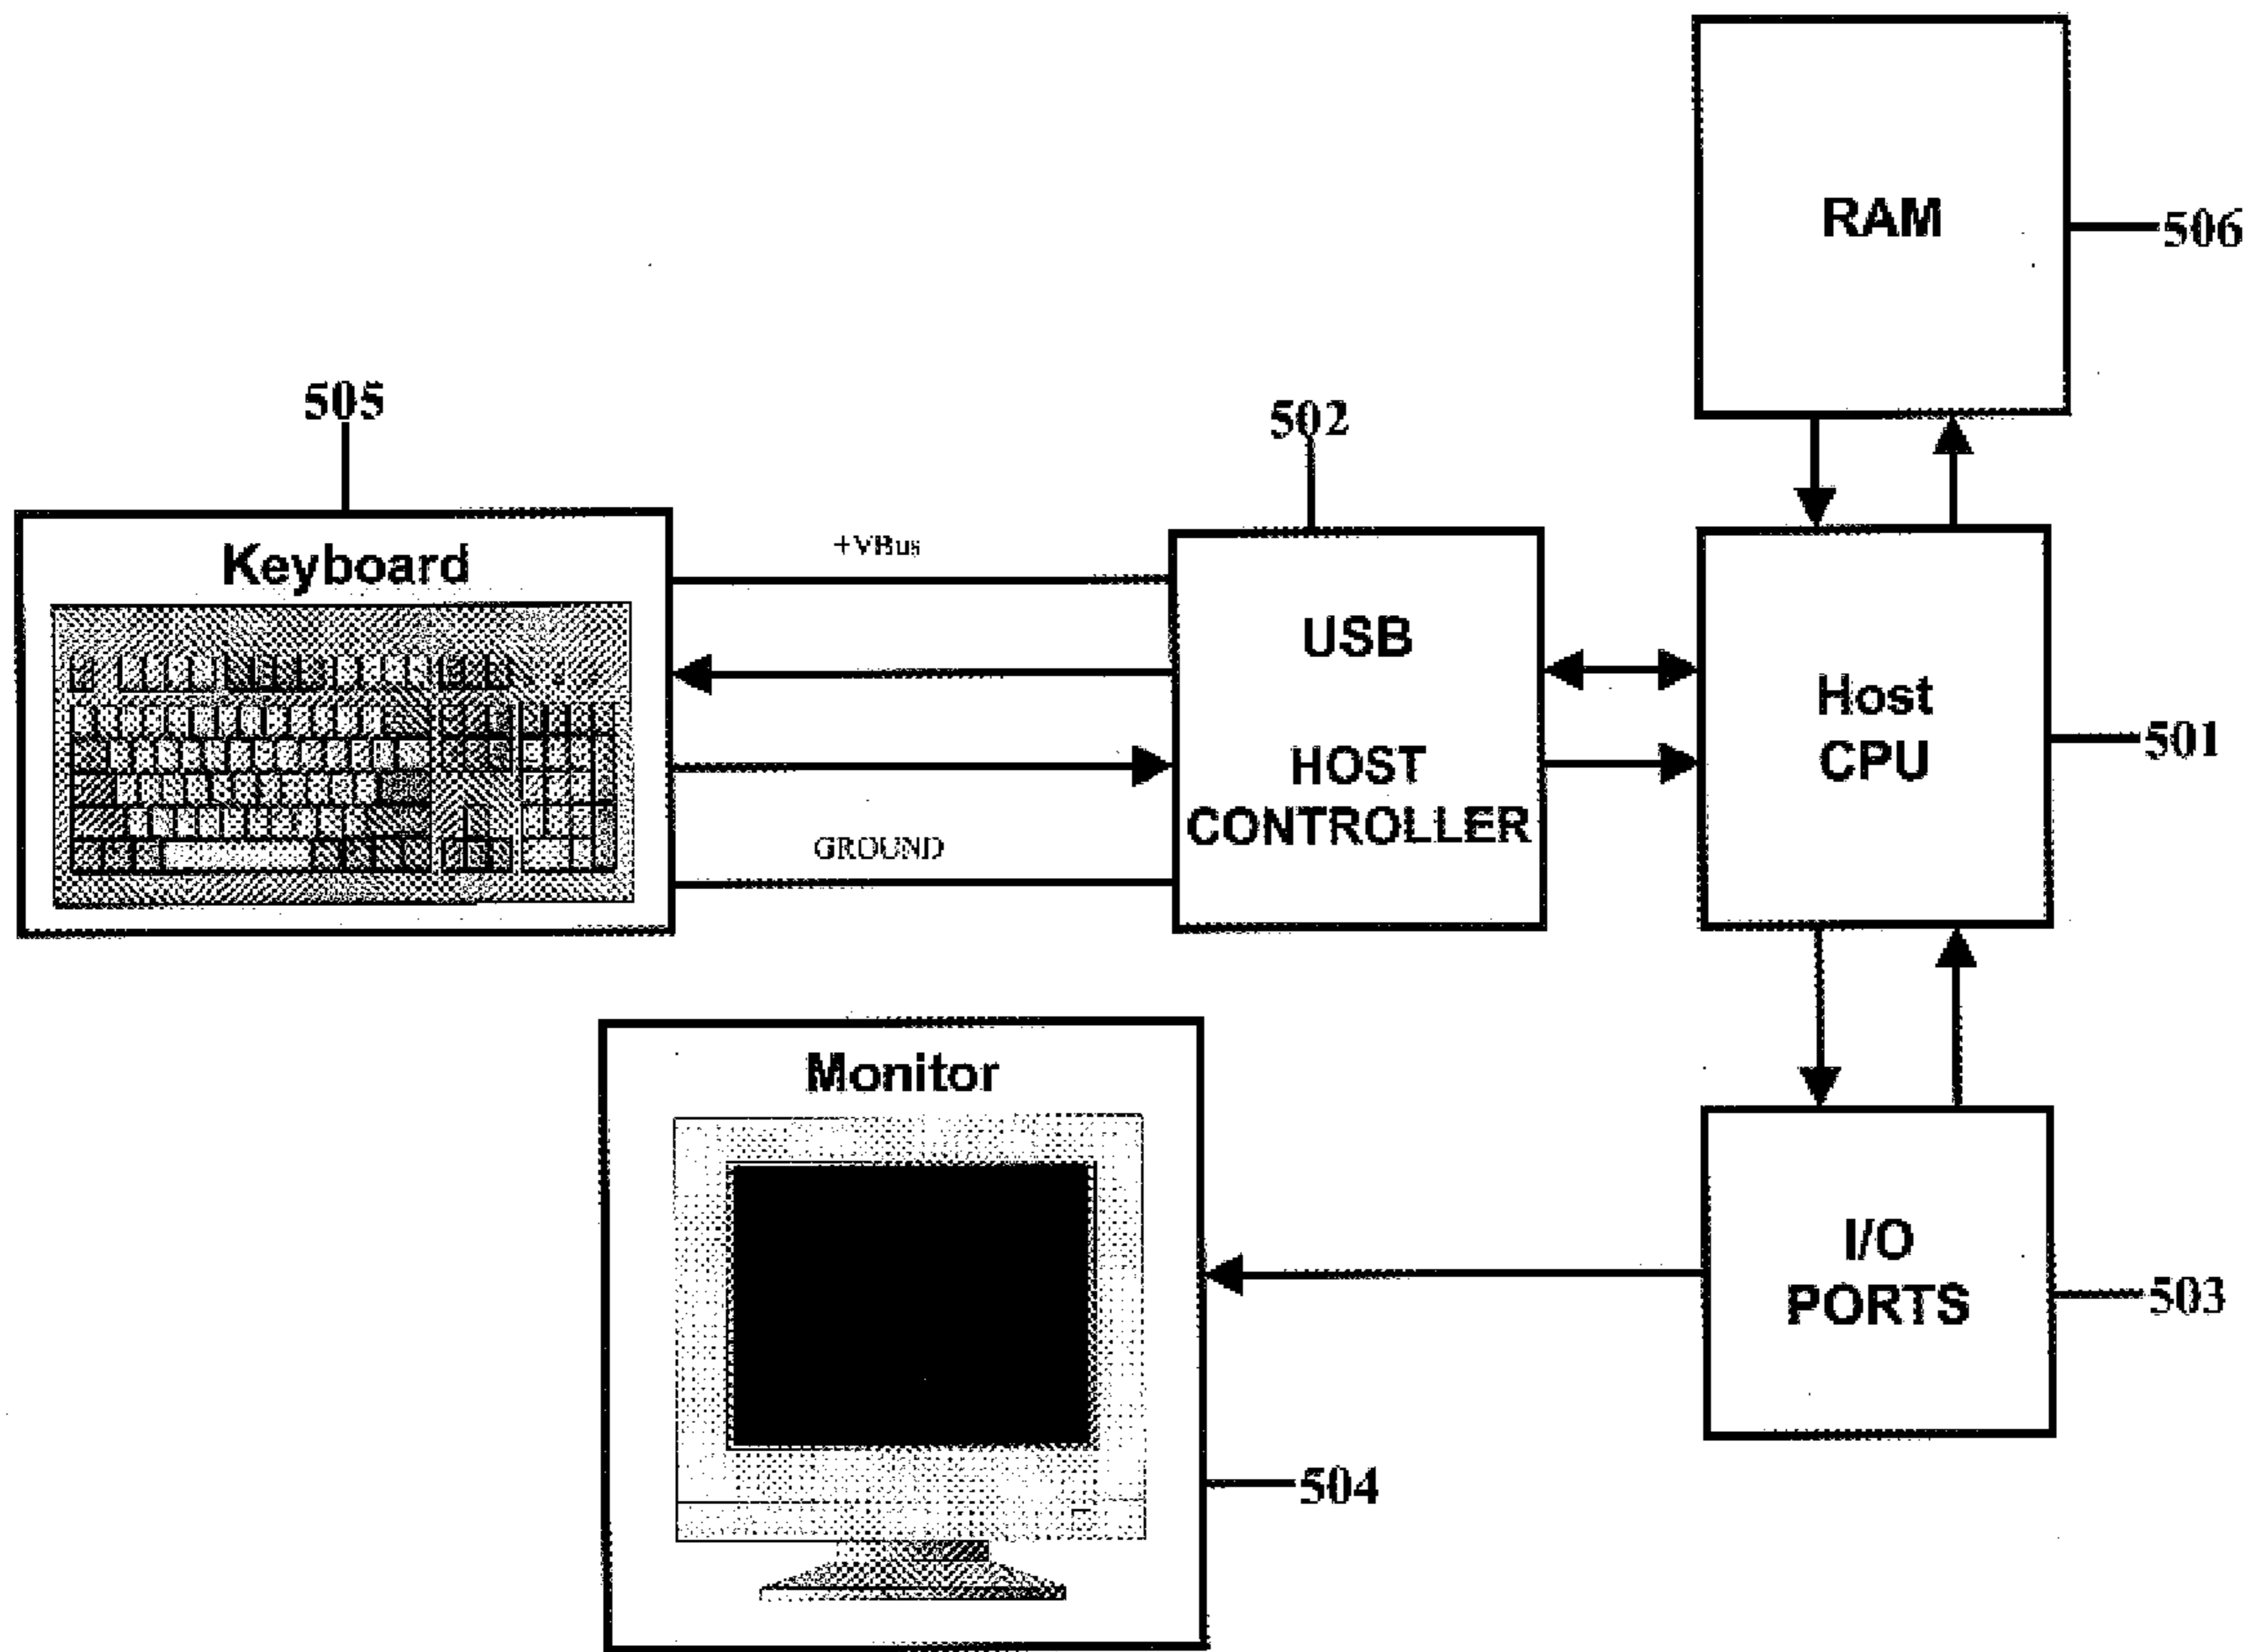 RAM
506
505
502
Keyboard
+VBus
USB
HOST
CONTROLLER
GROUND
Host
CPU
501
Monitor
I/O
PORTS
503
504